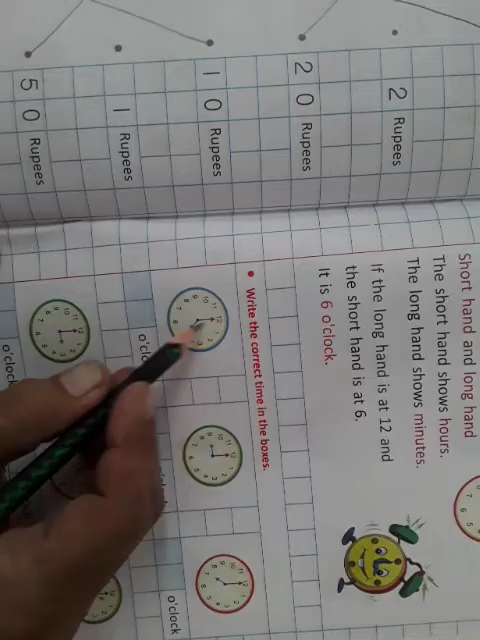 2 Rupees
2 0 Rupees
1 0 Rupees
1 Rupees
5 0 Rupees
Short hand and long hand
The short hand shows hours.
The long hand shows minutes.
If the long hand is at 12 and
the short hand is at 6.
It is 6 o'clock.
• Write the correct time in the boxes.
o'clock
o'clock